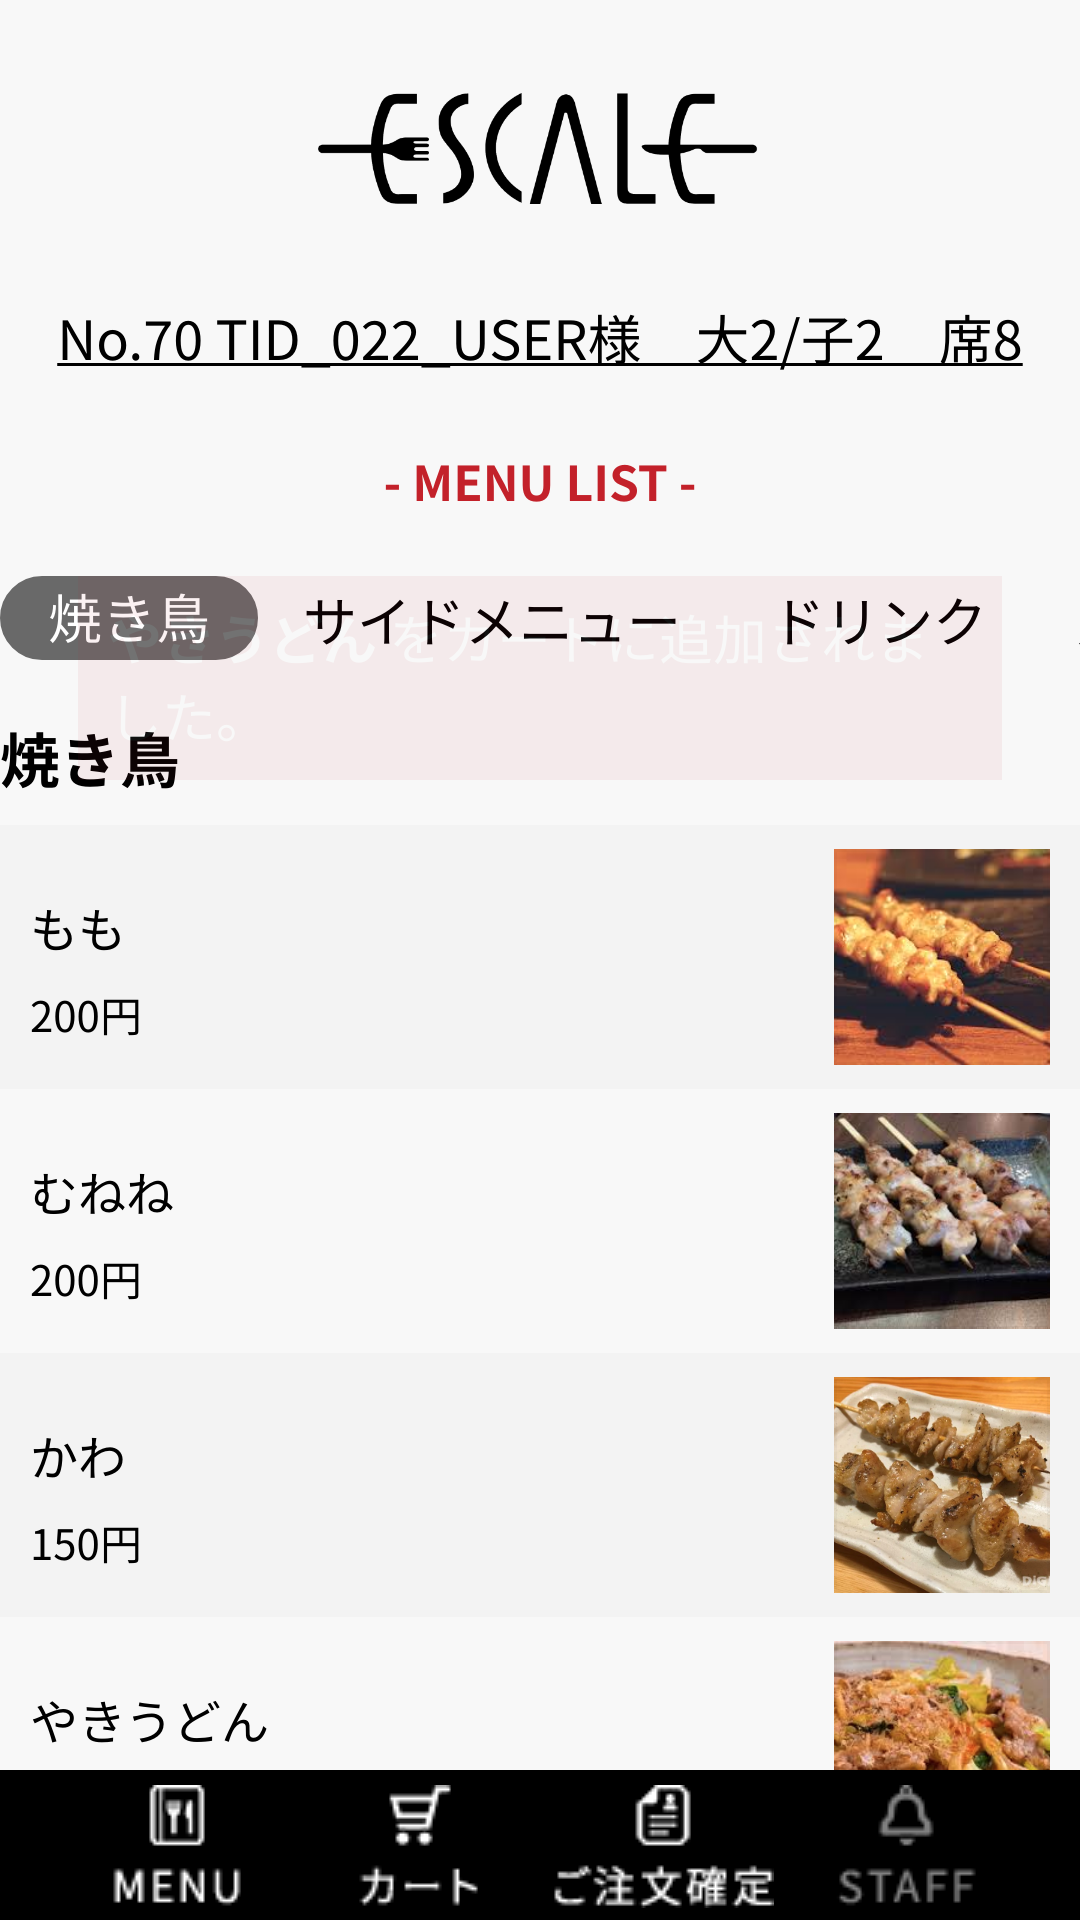 ESCALE
No.70 TID_022_USER様　大2/子2　席8
- MENU LIST -
焼き鳥 サイドメニュー ドリンク
やきうどん をカートに追加されま
した。
焼き鳥
もも
200円
むねね
200円
かわ
150円
DiG
やきうどん
MENU カート ご注文確定 STAFF